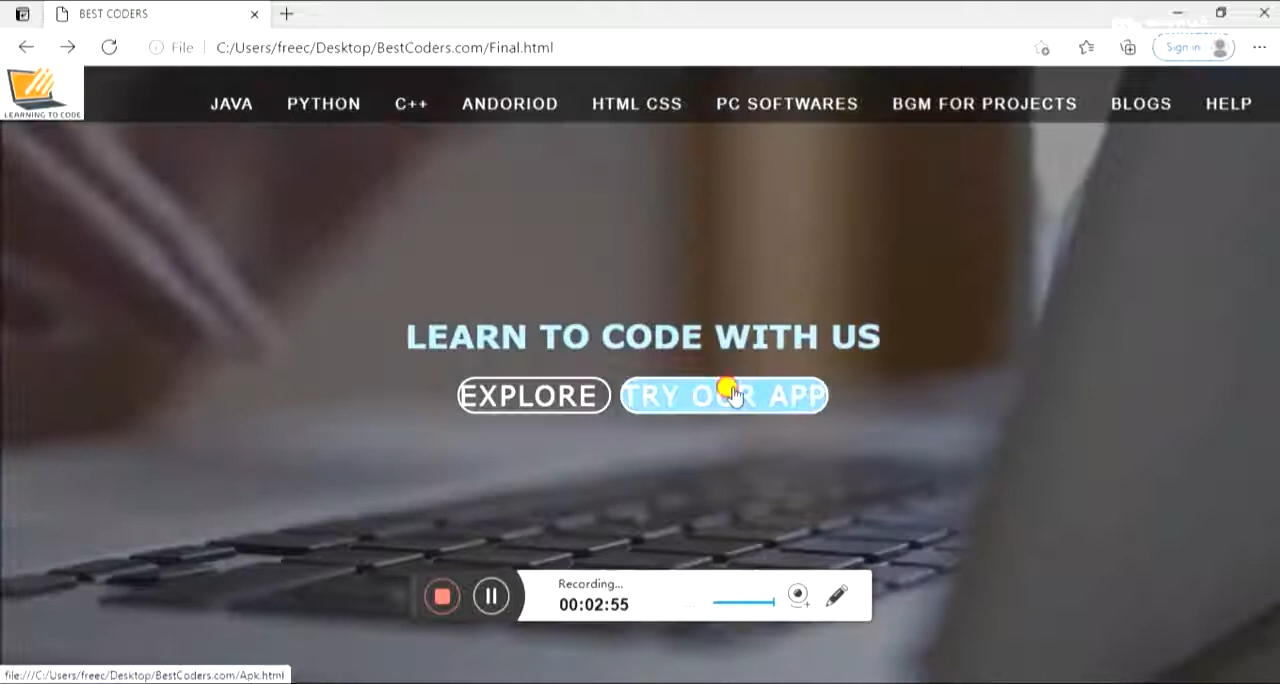 BEST CODERS
File
C:/Users/freec/Desktop/BestCoders.com/Final.html
Sign in
LEARNING TO CODE
JAVA PYTHON C++ ANDORIOD HTML CSS PC SOFTWARES BGM FOR PROJECTS BLOGS HELP
LEARN TO CODE WITH US
EXPLORE TRY OUR APP
Recording...
00:02:55
file:///C:/Users/freec/Desktop/BestCoders.com/Apk.html